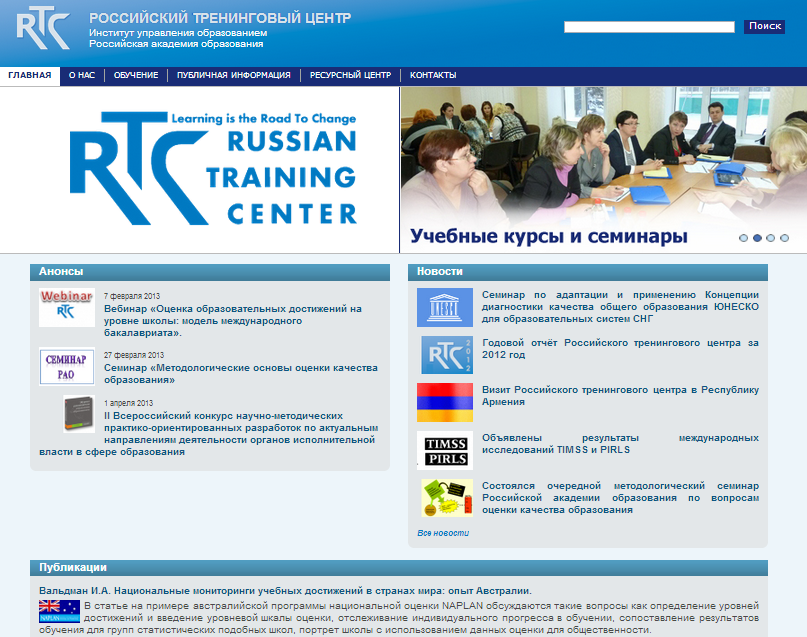 RTC
РОССИЙСКИЙ ТРЕНИНГОВЫЙ ЦЕНТР
Институт управления образованием
Российская академия образования
Поиск
ГЛАВНАЯ
О НАС
ОБУЧЕНИЕ
ПУБЛИЧНАЯ ИНФОРМАЦИЯ
РЕСУРСНЫЙ ЦЕНТР
КОНТАКТЫ
Learning is the Road To Change
RTC
RUSSIAN
TRAINING
CENTER
Учебные курсы и семинары
Анонсы
Webinar
RTC
7 февраля 2013
Вебинар «Оценка образовательных достижений на
уровне школы: модель международного
бакалавриата».
СЕМИНАР
РАО
27 февраля 2013
Семинар «Методологические основы оценки качества
образования»
1 апреля 2013
II Всероссийский конкурс научно-методических
практико-ориентированных разработок по актуальным
направлениям деятельности органов исполнительной
власти в сфере образования
Новости
UNESCO
Семинар по адаптации и применению Концепции
диагностики качества общего образования ЮНЕСКО
для образовательных систем СНГ
RTC
2012
Годовой отчёт Российского тренингового центра за
2012 год
Визит Российского тренингового центра в Республику
Армения
TIMSS
PIRLS
Объявлены результаты международных
исследований TIMSS и PIRLS
Состоялся очередной методологический семинар
Российской академии образования по вопросам
оценки качества образования
Все новости
Публикации
Вальдман И.А. Национальные мониторинги учебных достижений в странах мира: опыт Австралии.
NAPLAN
В статье на примере австралийской программы национальной оценки NAPLAN обсуждаются такие вопросы как определение уровней
достижений и введение уровневой шкалы оценки, отслеживание индивидуального прогресса в обучении, сопоставление результатов
обучения для групп статистических подобных школ, портрет школы с использованием данных оценки для общественности.